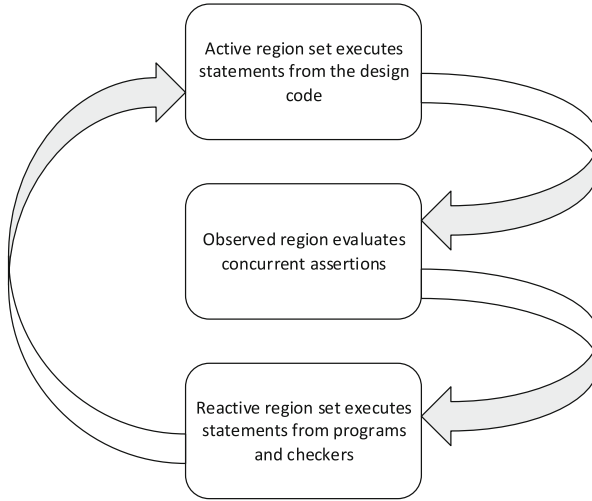 Active region set executes
statements from the design
code
Observed region evaluates
concurrent assertions
Reactive region set executes
statements from programs
and checkers